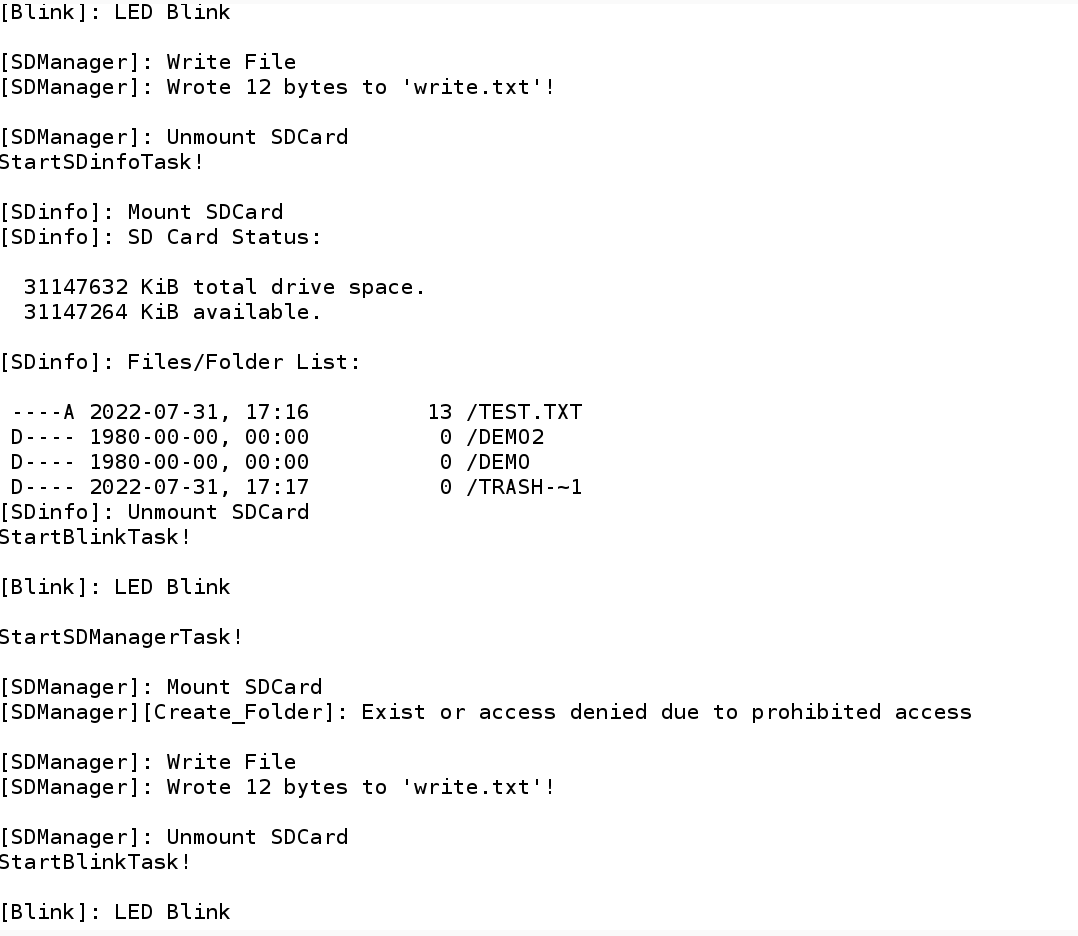 [Blink]: LED Blink
[SDManager]: Write File
[SDManager]: Wrote 12 bytes to 'write.txt'!
[SDManager]: Unmount SDCard
StartSDinfoTask!
[SDinfo]: Mount SDCard
[SDinfo]: SD Card Status:
31147632 KiB total drive space.
31147264 KiB available.
[SDinfo]: Files/Folder List:
----A 2022-07-31, 17:16         13 /TEST.TXT
D---- 1980-00-00, 00:00          0 /DEMO2
D---- 1980-00-00, 00:00          0 /DEMO
D---- 2022-07-31, 17:17          0 /TRASH-~1
[SDinfo]: Unmount SDCard
StartBlinkTask!
[Blink]: LED Blink
StartSDManagerTask!
[SDManager]: Mount SDCard
[SDManager][Create_Folder]: Exist or access denied due to prohibited access
[SDManager]: Write File
[SDManager]: Wrote 12 bytes to 'write.txt'!
[SDManager]: Unmount SDCard
StartBlinkTask!
[Blink]: LED Blink